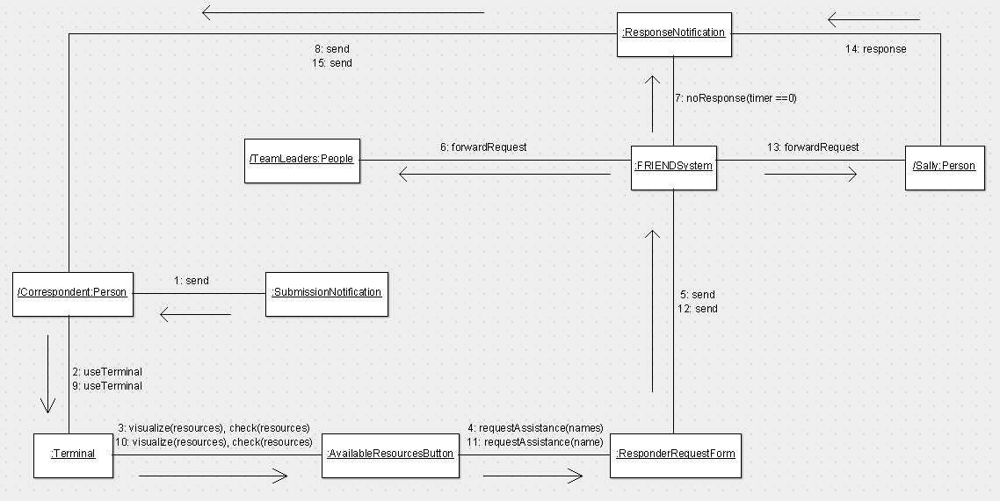 :ResponseNotification
8: send
15: send
14: response
7: noResponse(timer ==0)
/TeamLeaders:People
6: forwardRequest
:FRIENDSystem
13: forwardRequest
/Sally:Person
/Correspondent:Person
1: send
:SubmissionNotification
5: send
12: send
2: useTerminal
9: useTerminal
3: visualize(resources), check(resources)
10: visualize(resources), check(resources)
4: requestAssistance(names)
11: requestAssistance(name)
:Terminal
:AvailableResourcesButton
:ResponderRequestForm